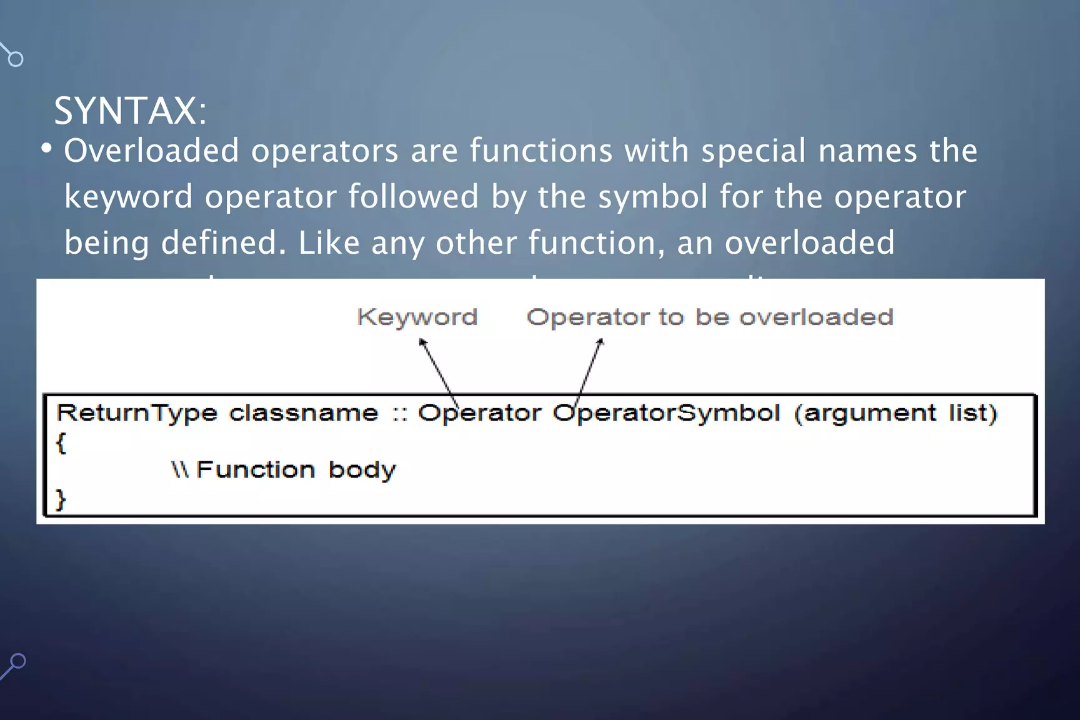 SYNTAX:
• Overloaded operators are functions with special names the
keyword operator followed by the symbol for the operator
being defined. Like any other function, an overloaded
Keyword Operator to be overloaded
ReturnType classname :: Operator OperatorSymbol (argument list)
{
\\ Function body
}